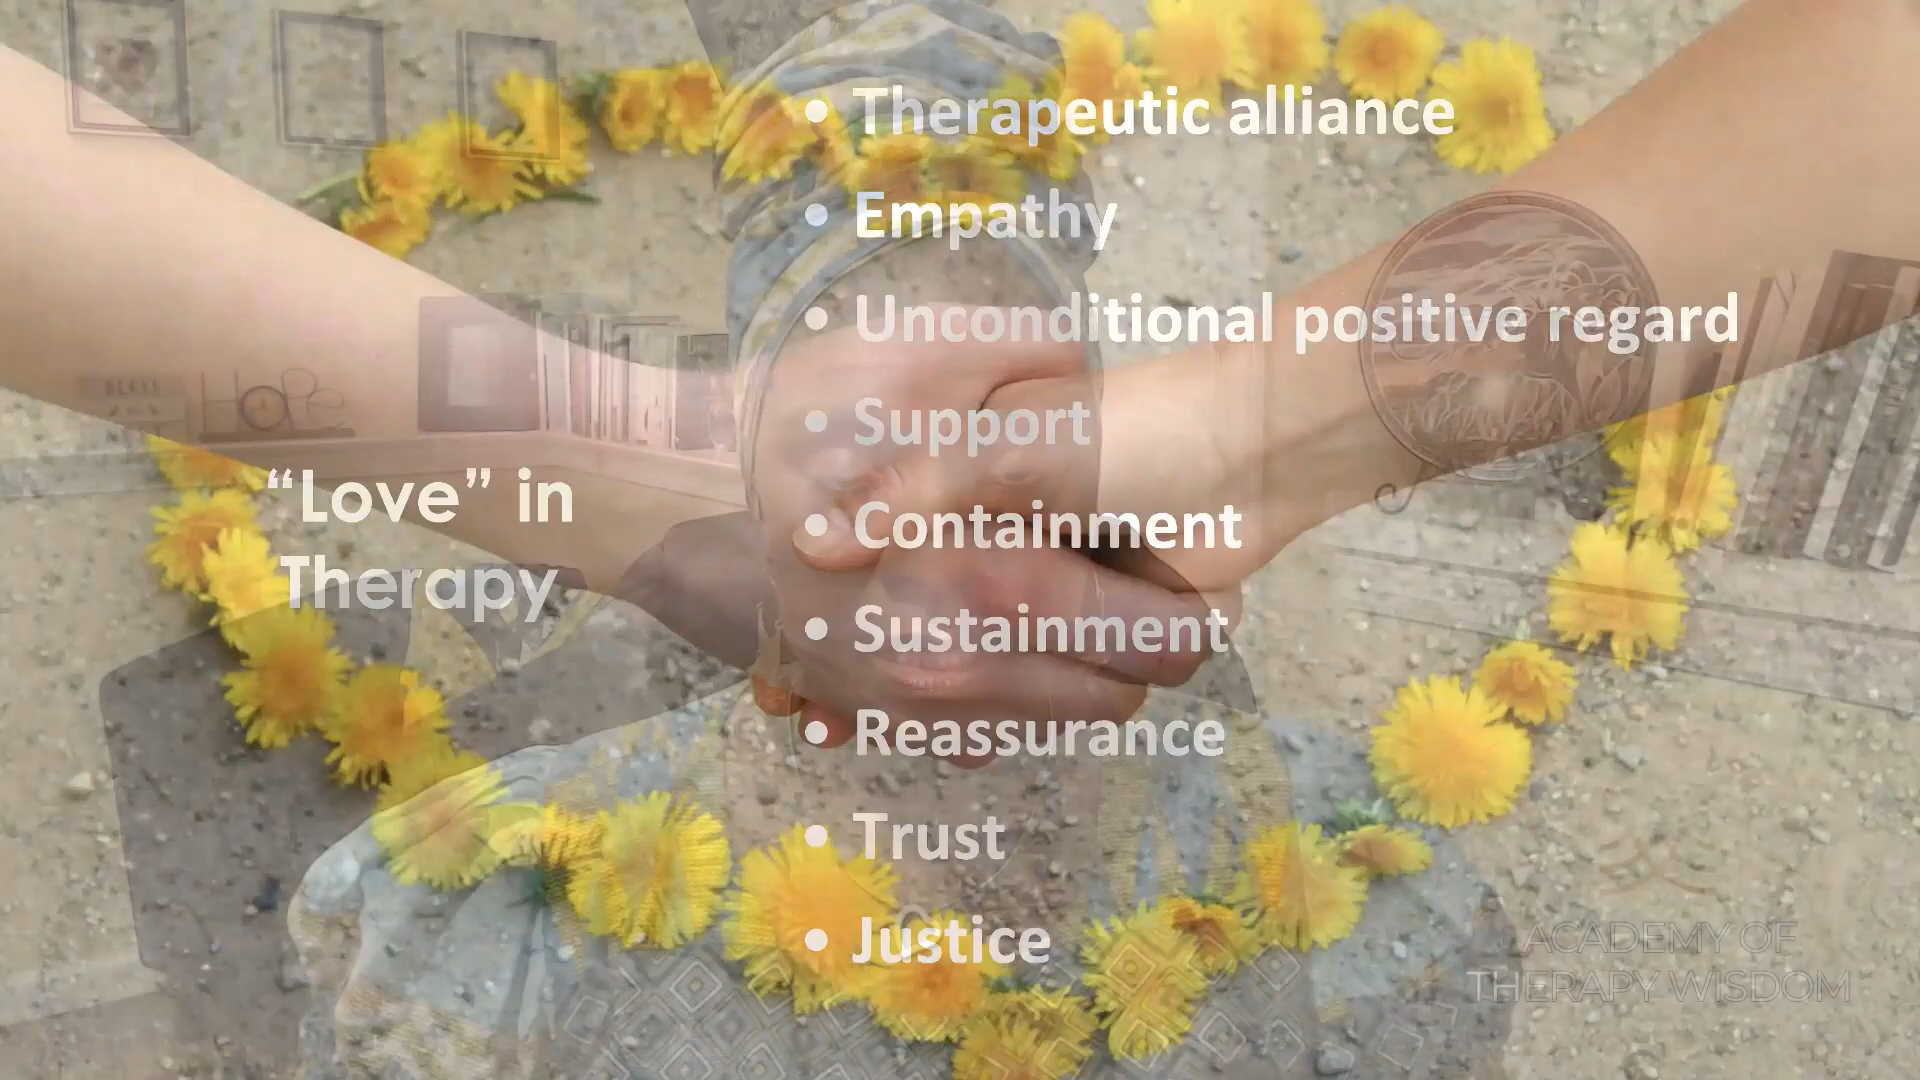 “Love” in
Therapy
• Therapeutic alliance
• Empathy
• Unconditional positive regard
• Support
• Containment
• Sustainment
• Reassurance
• Trust
• Justice
HOPE
ACADEMY OF
THERAPY WISDOM